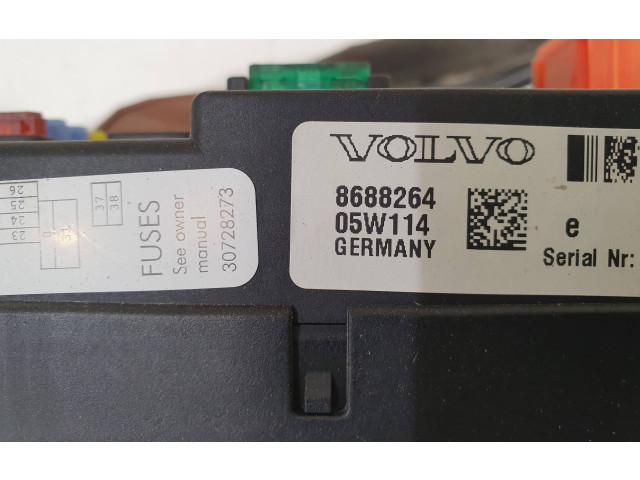 VOLVO
8688264
05W114
GERMANY
e
Serial Nr:
FUSES
See owner
manual
30728273
37
38
26
25
24
23